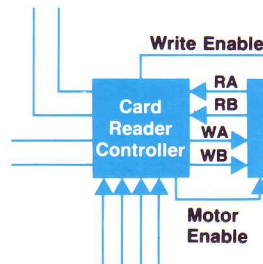 Write Enable
RA
RB
Card
Reader
Controller
WA
WB
Motor
Enable